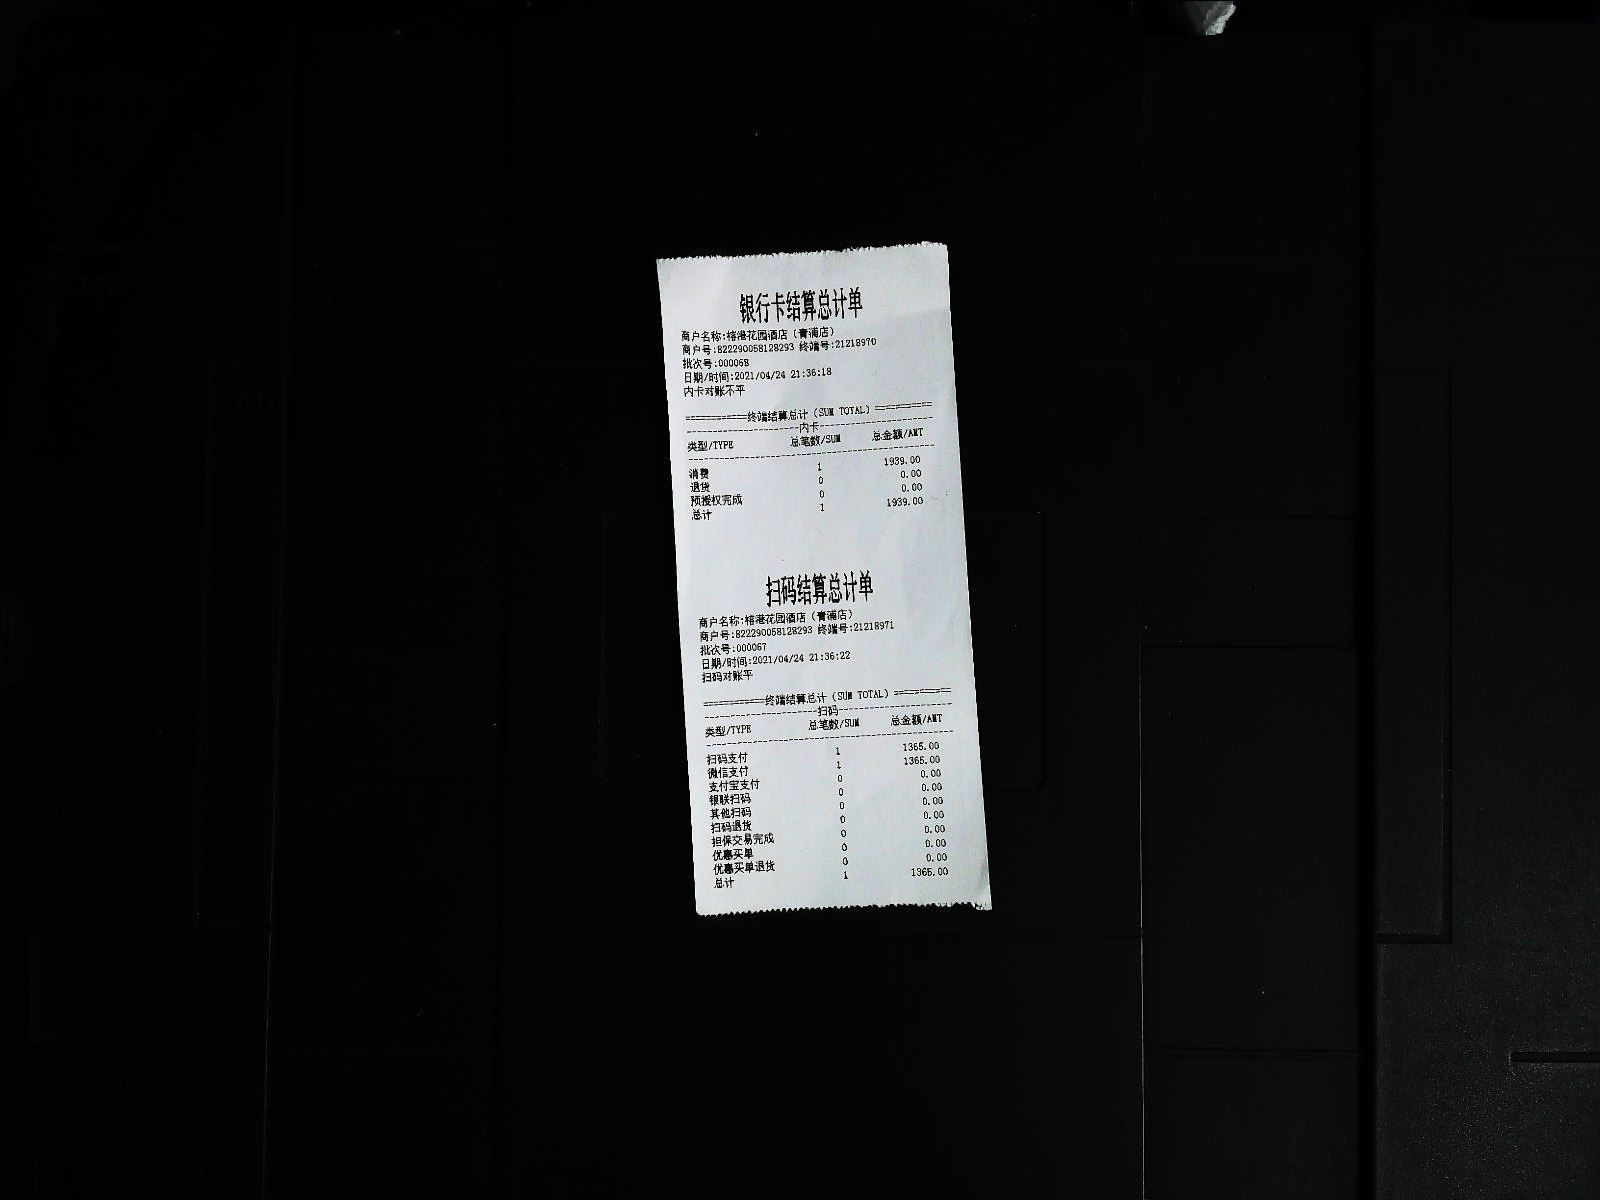 银行卡结算总计单
商户名称:榕港花园酒店（青浦店）
商户号:822290058128293 终端号:21218970
批次号:000068
日期/时间:2021/04/24 21:36:18
内卡对账不平
============终端结算总计（SUM TOTAL）===========
----------------------内卡----------------------
类型/TYPE 总笔数/SUM 总金额/AMT
------------------------------------------------
消费 1 1939.00
退货 0 0.00
预授权完成 0 0.00
总计 1 1939.00
扫码结算总计单
商户名称:榕港花园酒店（青浦店）
商户号:822290058128293 终端号:21218971
批次号:000067
日期/时间:2021/04/24 21:36:22
扫码对账平
============终端结算总计（SUM TOTAL）===========
----------------------扫码----------------------
类型/TYPE 总笔数/SUM 总金额/AMT
------------------------------------------------
扫码支付 1 1365.00
微信支付 1 1365.00
支付宝支付 0 0.00
银联扫码 0 0.00
其他扫码 0 0.00
扫码退货 0 0.00
担保交易完成 0 0.00
优惠买单 0 0.00
优惠买单退货 0 0.00
总计 1 1365.00